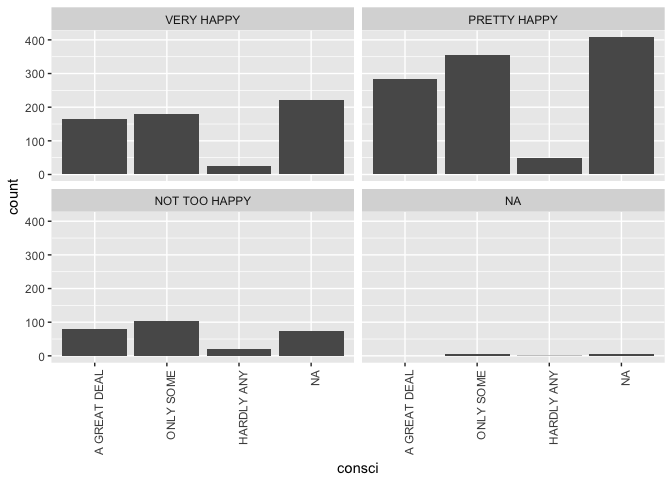 VERY HAPPY
PRETTY HAPPY
400
300
200
100
0
count
NOT TOO HAPPY
NA
400
300
200
100
0
A GREAT DEAL
ONLY SOME
HARDLY ANY
NA
A GREAT DEAL
ONLY SOME
HARDLY ANY
NA
consci